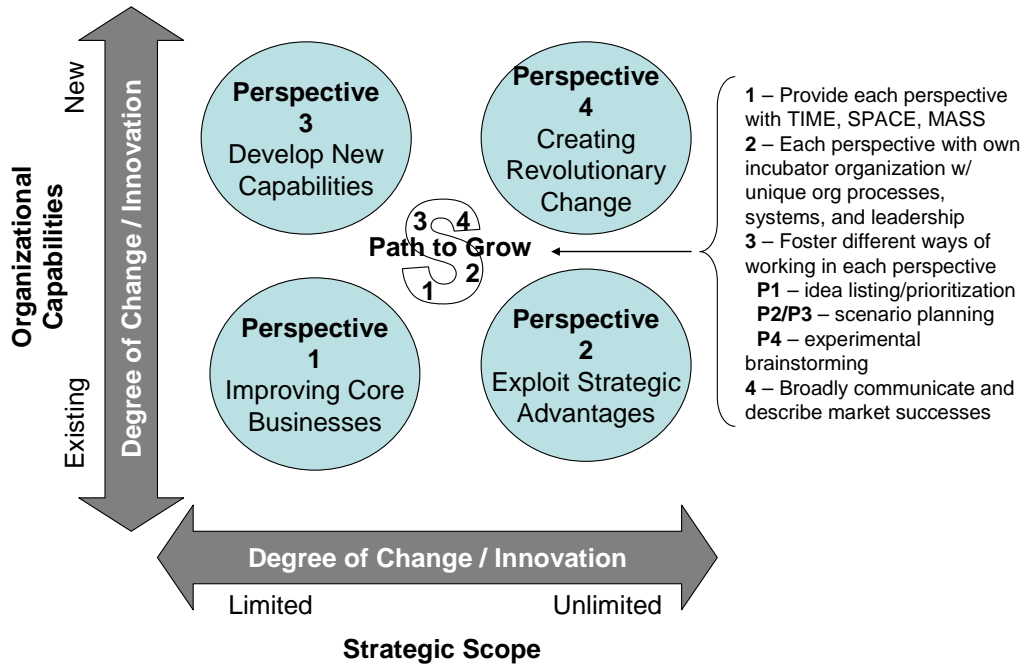 New
Existing
Organizational
Capabilities
Degree of Change / Innovation
Perspective
3
Develop New
Capabilities
Perspective
4
Creating
Revolutionary
Change
S
3 4
Path to Grow
2
1
Perspective
1
Improving Core
Businesses
Perspective
2
Exploit Strategic
Advantages
1 – Provide each perspective
with TIME, SPACE, MASS
2 – Each perspective with own
incubator organization w/
unique org processes,
systems, and leadership
3 – Foster different ways of
working in each perspective
P1 – idea listing/prioritization
P2/P3 – scenario planning
P4 – experimental
brainstorming
4 – Broadly communicate and
describe market successes
Degree of Change / Innovation
Limited
Unlimited
Strategic Scope